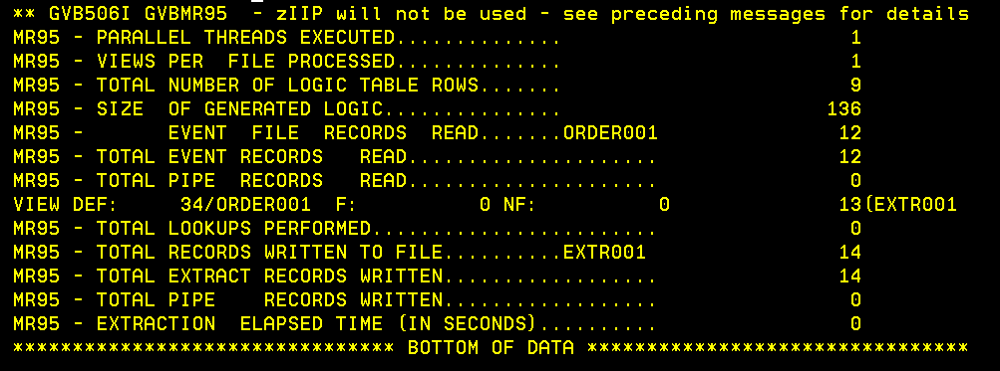 ** GVB506I GVBMR95  - zIIP will not be used - see preceding messages for details
MR95 - PARALLEL THREADS EXECUTED..............                        1
MR95 - VIEWS PER  FILE PROCESSED..............                        1
MR95 - TOTAL NUMBER OF LOGIC TABLE ROWS.......                        9
MR95 - SIZE  OF GENERATED LOGIC...............                      136
MR95 -       EVENT  FILE  RECORDS  READ.......ORDER001               12
MR95 - TOTAL EVENT RECORDS   READ.....................               12
MR95 - TOTAL PIPE  RECORDS   READ.....................                0
VIEW DEF:     34/ORDER001  F:          0 NF:          0              13(EXTR001
MR95 - TOTAL LOOKUPS PERFORMED........................                0
MR95 - TOTAL RECORDS WRITTEN TO FILE..........EXTR001                14
MR95 - TOTAL EXTRACT RECORDS WRITTEN..................               14
MR95 - TOTAL PIPE    RECORDS WRITTEN..................                0
MR95 - EXTRACTION  ELAPSED TIME (IN SECONDS)..........                0
******************************** BOTTOM OF DATA ********************************